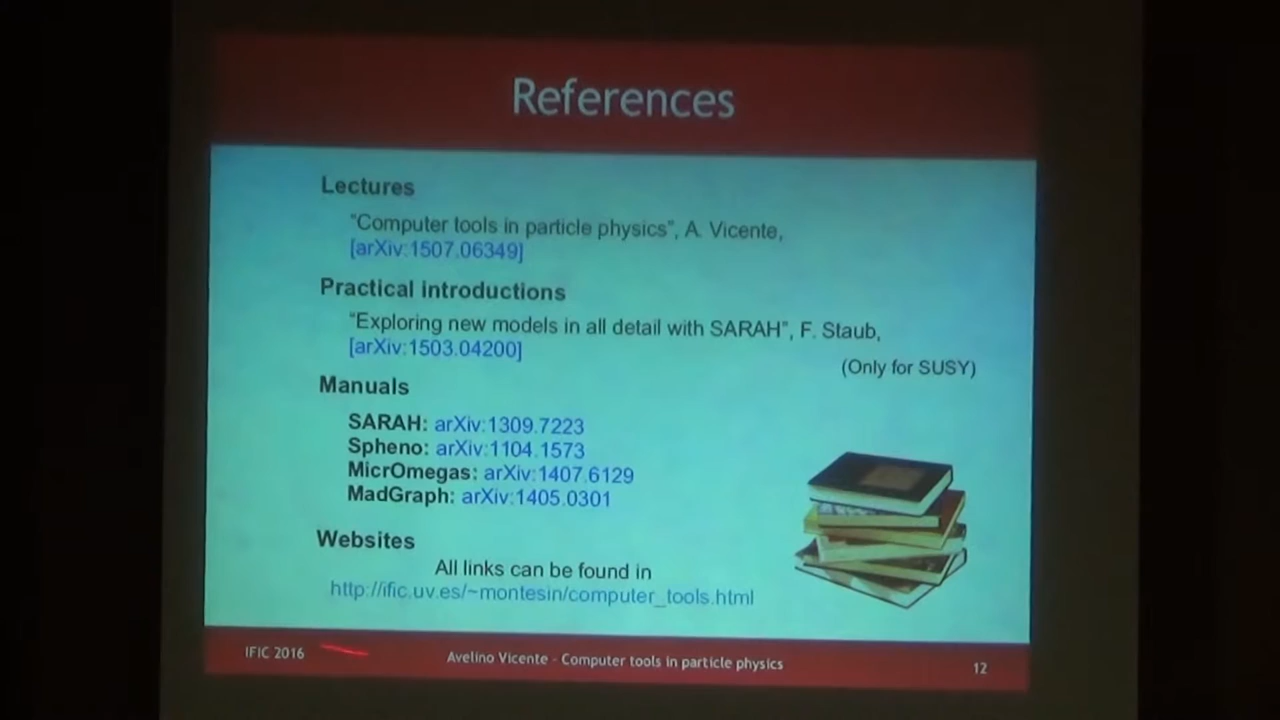 References
Lectures
"Computer tools in particle physics", A. Vicente,
[arXiv:1507.06349]
Practical introductions
"Exploring new models in all detail with SARAH", F. Staub,
[arXiv:1503.04200]
(Only for SUSY)
Manuals
SARAH: arXiv:1309.7223
Spheno: arXiv:1104.1573
MicrOmegas: arXiv:1407.6129
MadGraph: arXiv:1405.0301
Websites
All links can be found in
http://ific.uv.es/~montesin/computer_tools.html
IFIC 2016
Avelino Vicente - Computer tools in particle physics
12